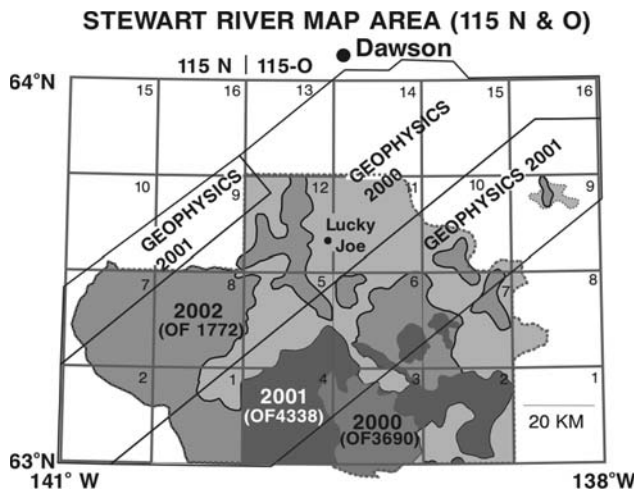 STEWART RIVER MAP AREA (115 N & O)
Dawson
115 N 115-O
64°N
15 16 13 14 15 16
GEOPHYSICS
2000
10 9 12 11 10 9
GEOPHYSICS
2001
GEOPHYSICS 2001
Lucky
Joe
7 8 5 6 7 8
2002
(OF 1772)
2 1 4 3 2 1
2001
(OF4338)
2000
(OF3690)
20 KM
63°N
141° W 138°W